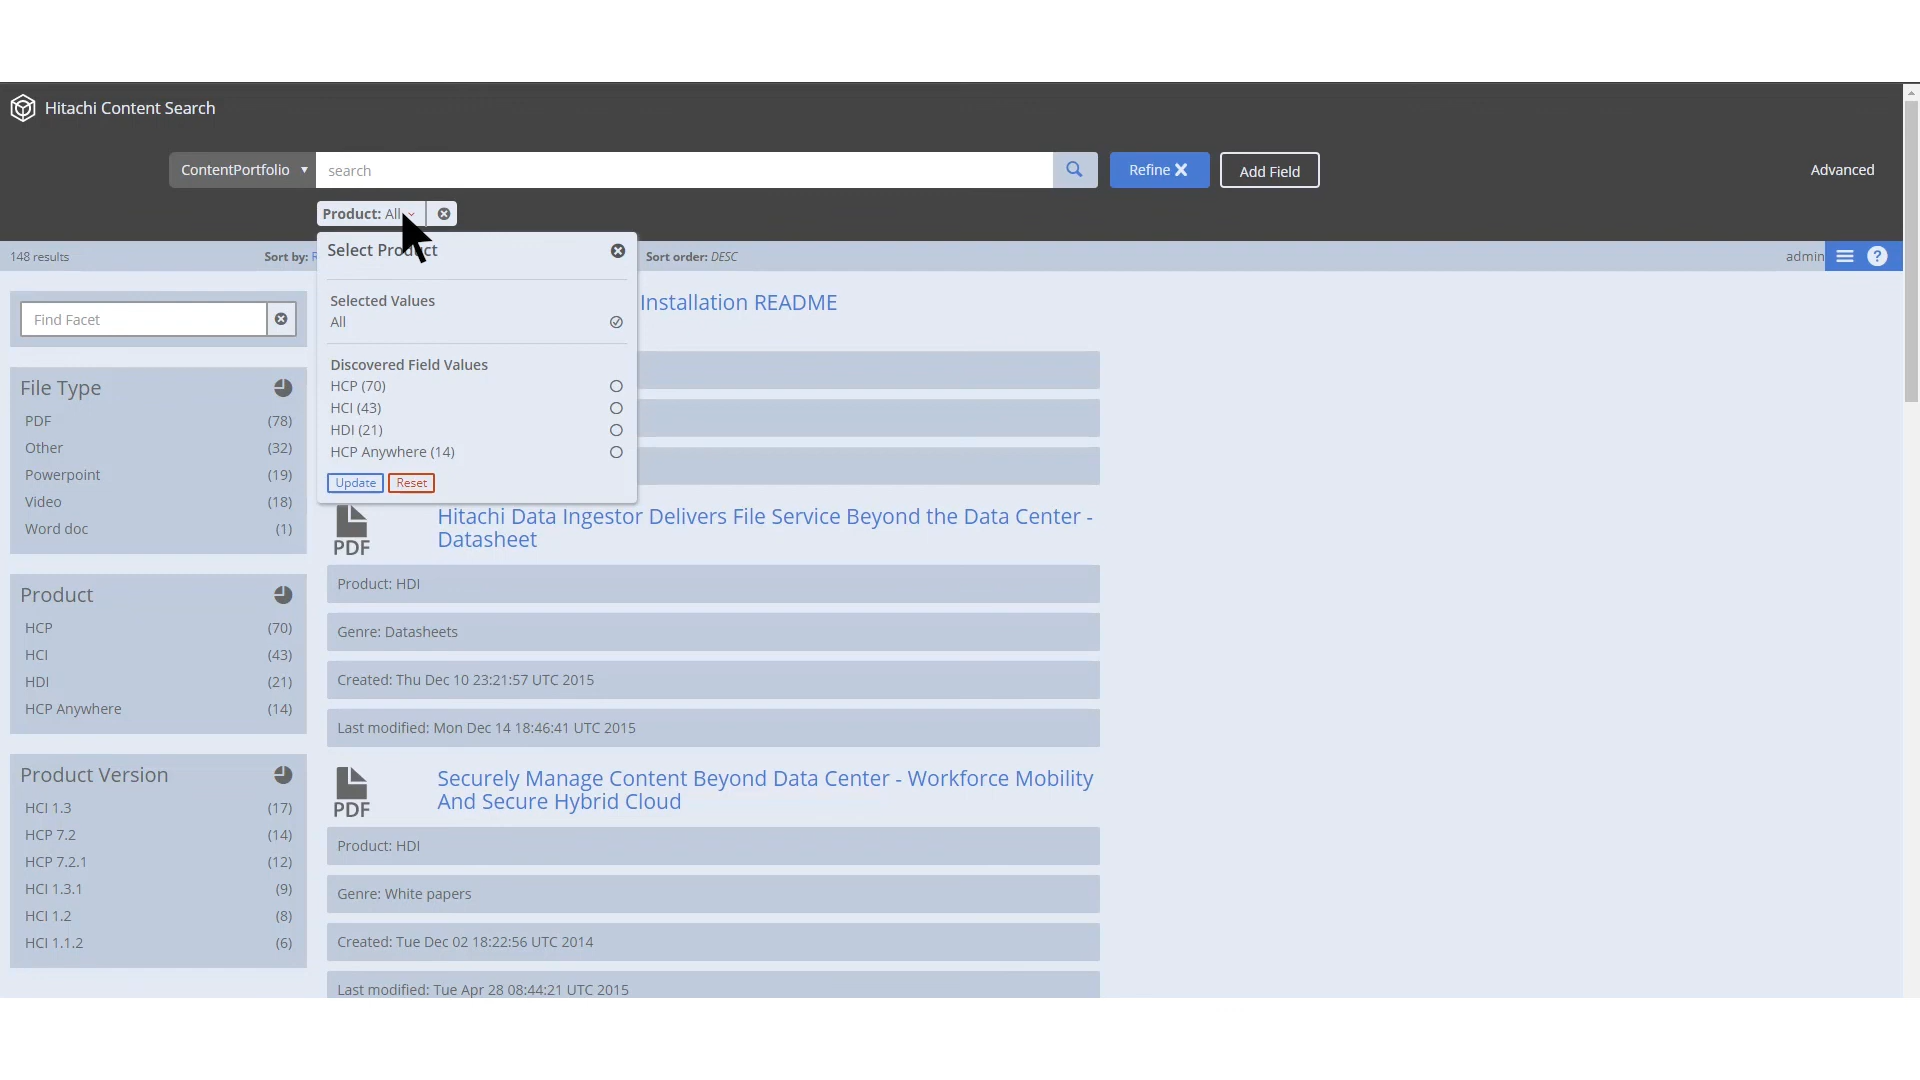 Hitachi Content Search
ContentPortfolio
search
Refine
Add Field
Advanced
Product: All
148 results
Sort by: R
Sort order: DESC
admin
?
Select Product
Selected Values
All
Discovered Field Values
HCP (70)
HCI (43)
HDI (21)
HCP Anywhere (14)
Update
Reset
Find Facet
File Type
PDF (78)
Other (32)
Powerpoint (19)
Video (18)
Word doc (1)
Product
HCP (70)
HCI (43)
HDI (21)
HCP Anywhere (14)
Product Version
HCI 1.3 (17)
HCP 7.2 (14)
HCP 7.2.1 (12)
HCI 1.3.1 (9)
HCI 1.2 (8)
HCI 1.1.2 (6)
Installation README
PDF
Hitachi Data Ingestor Delivers File Service Beyond the Data Center -
Datasheet
Product: HDI
Genre: Datasheets
Created: Thu Dec 10 23:21:57 UTC 2015
Last modified: Mon Dec 14 18:46:41 UTC 2015
PDF
Securely Manage Content Beyond Data Center - Workforce Mobility
And Secure Hybrid Cloud
Product: HDI
Genre: White papers
Created: Tue Dec 02 18:22:56 UTC 2014
Last modified: Tue Apr 28 08:44:21 UTC 2015